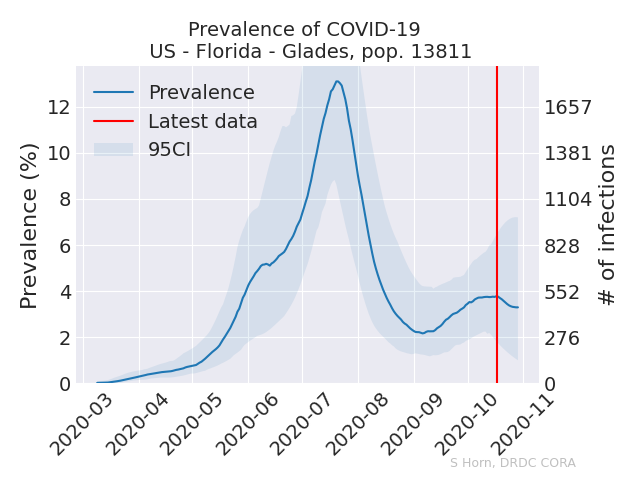 Prevalence of COVID-19
US - Florida - Glades, pop. 13811
Prevalence
Latest data
95CI
Prevalence (%)
12
10
8
6
4
2
0
1657
1381
1104
828
552
276
0
# of infections
2020-03
2020-04
2020-05
2020-06
2020-07
2020-08
2020-09
2020-10
2020-11
S Horn, DRDC CORA